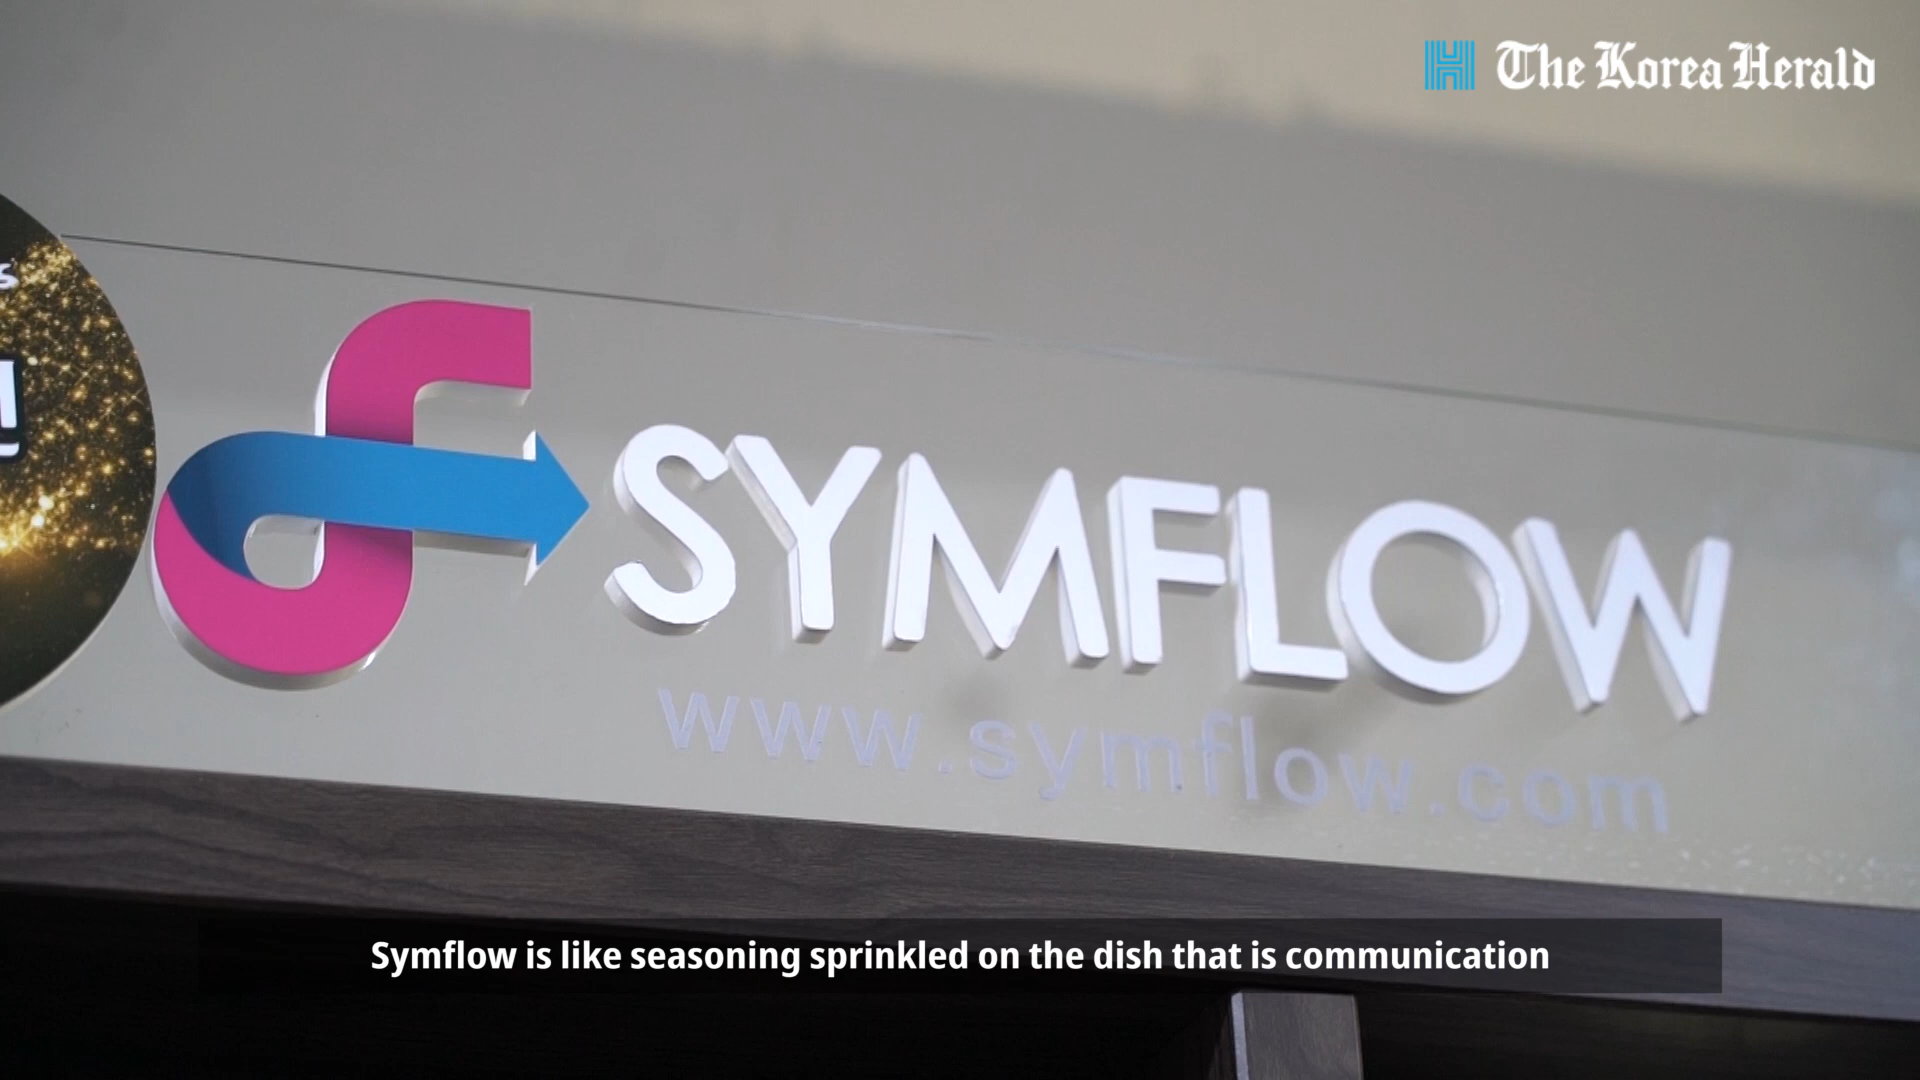 The Korea Herald
SYMFLOW
www.symflow.com
Symflow is like seasoning sprinkled on the dish that is communication